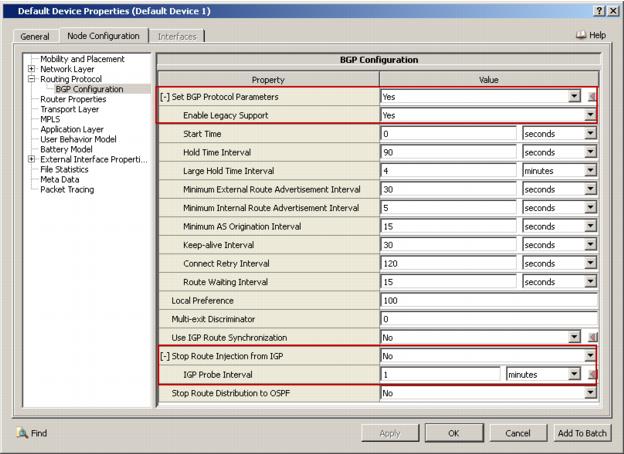 Default Device Properties (Default Device 1)
General Node Configuration Interfaces Help
Mobility and Placement
Network Layer
Routing Protocol
BGP Configuration
Router Properties
Transport Layer
MPLS
Application Layer
User Behavior Model
Battery Model
External Interface Properti...
File Statistics
Meta Data
Packet Tracing
BGP Configuration
Property Value
[-] Set BGP Protocol Parameters Yes
Enable Legacy Support Yes
Start Time 0 seconds
Hold Time Interval 90 seconds
Large Hold Time Interval 4 minutes
Minimum External Route Advertisement Interval 30 seconds
Minimum Internal Route Advertisement Interval 5 seconds
Minimum AS Origination Interval 15 seconds
Keep-alive Interval 30 seconds
Connect Retry Interval 120 seconds
Route Waiting Interval 15 seconds
Local Preference 100
Multi-exit Discriminator 0
Use IGP Route Synchronization No
[-] Stop Route Injection from IGP No
IGP Probe Interval 1 minutes
Stop Route Distribution to OSPF No
Find Apply OK Cancel Add To Batch